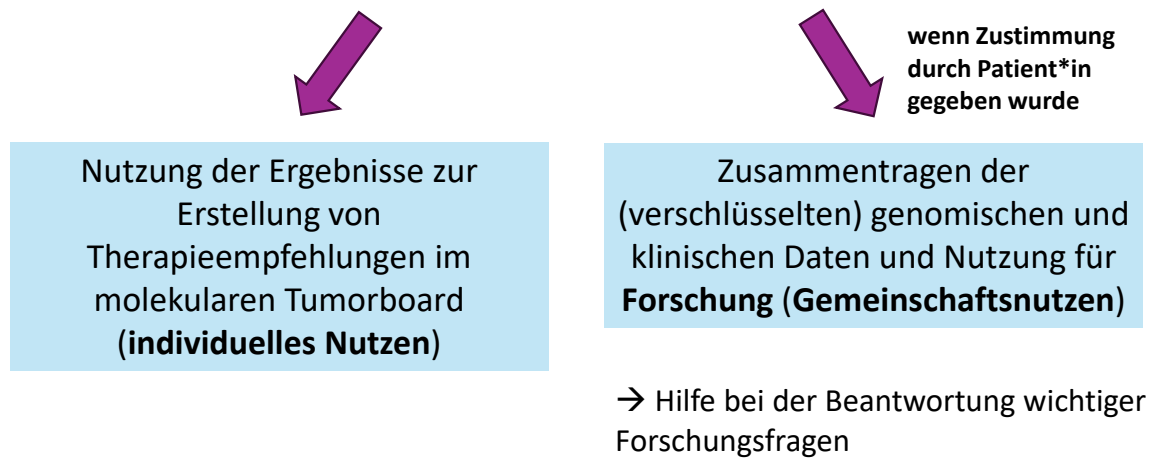 wenn Zustimmung
durch Patient*in
gegeben wurde
Nutzung der Ergebnisse zur
Erstellung von
Therapieempfehlungen im
molekularen Tumorboard
(individuelles Nutzen)
Zusammentragen der
(verschlüsselten) genomischen und
klinischen Daten und Nutzung für
Forschung (Gemeinschaftsnutzen)
→ Hilfe bei der Beantwortung wichtiger
Forschungsfragen